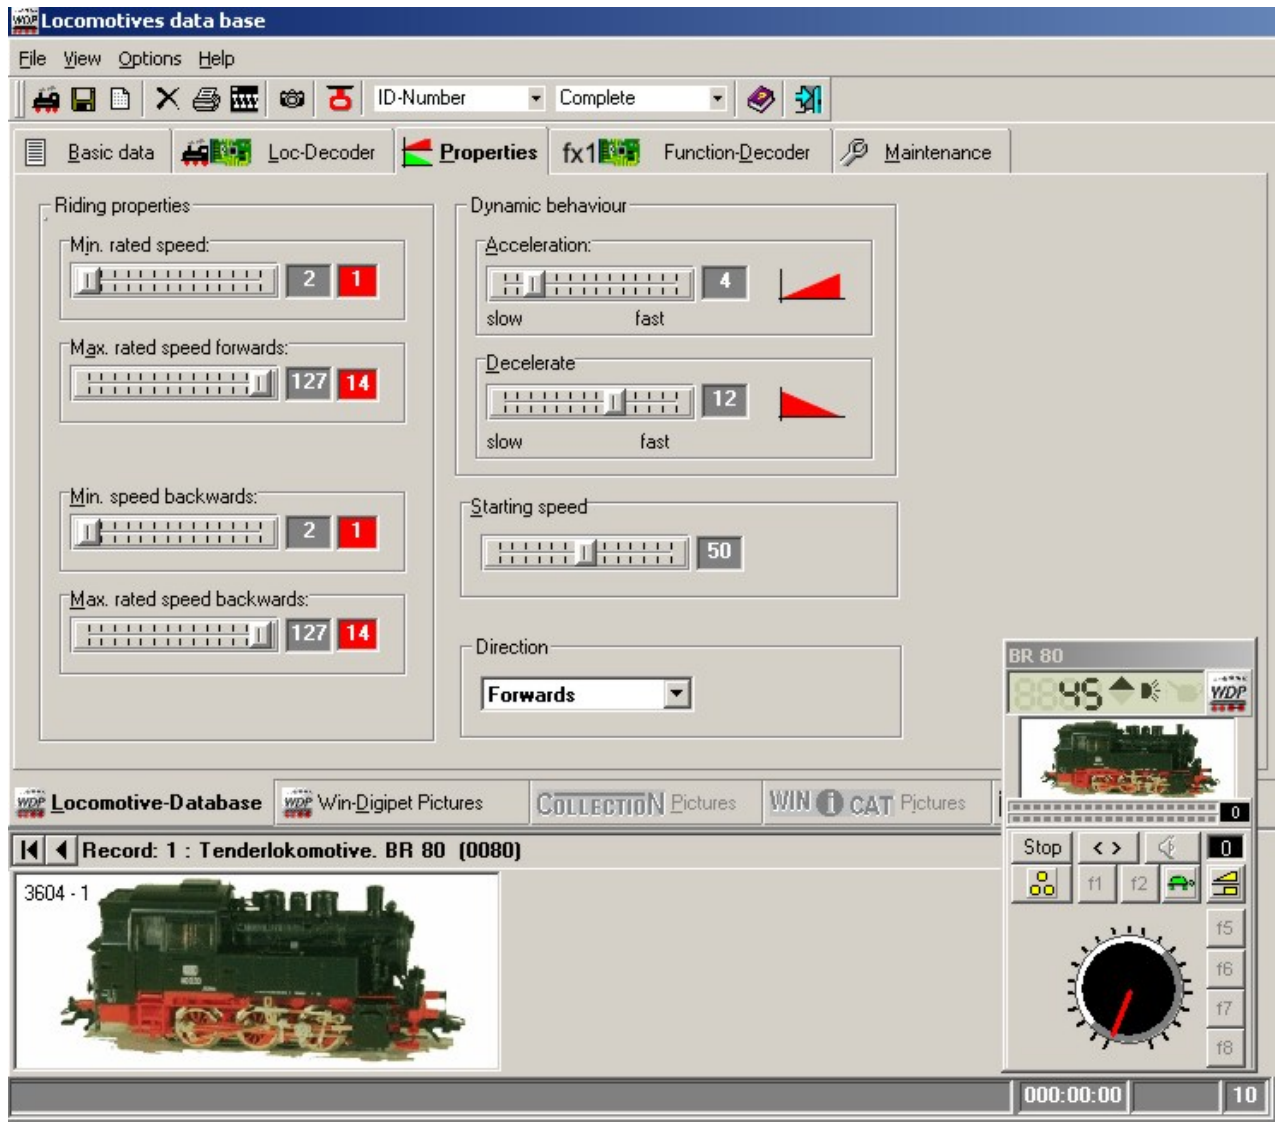 Locomotives data base
File View Options Help
ID-Number Complete
Basic data Loc-Decoder Properties fx1 Function-Decoder Maintenance
Riding properties
Min. rated speed:
2 1
Max. rated speed forwards:
127 14
Min. speed backwards:
2 1
Max. rated speed backwards:
127 14
Dynamic behaviour
Acceleration:
4
slow fast
Decelerate
12
slow fast
Starting speed
50
Direction
Forwards
Locomotive-Database Win-Digipet Pictures COLLECTION Pictures WIN i CAT Pictures
Record: 1 : Tenderlokomotive. BR 80 (0080)
3604 - 1
BR 80
45 WDP
0
Stop < > 0
f1 f2
f5
f6
f7
f8
000:00:00 10